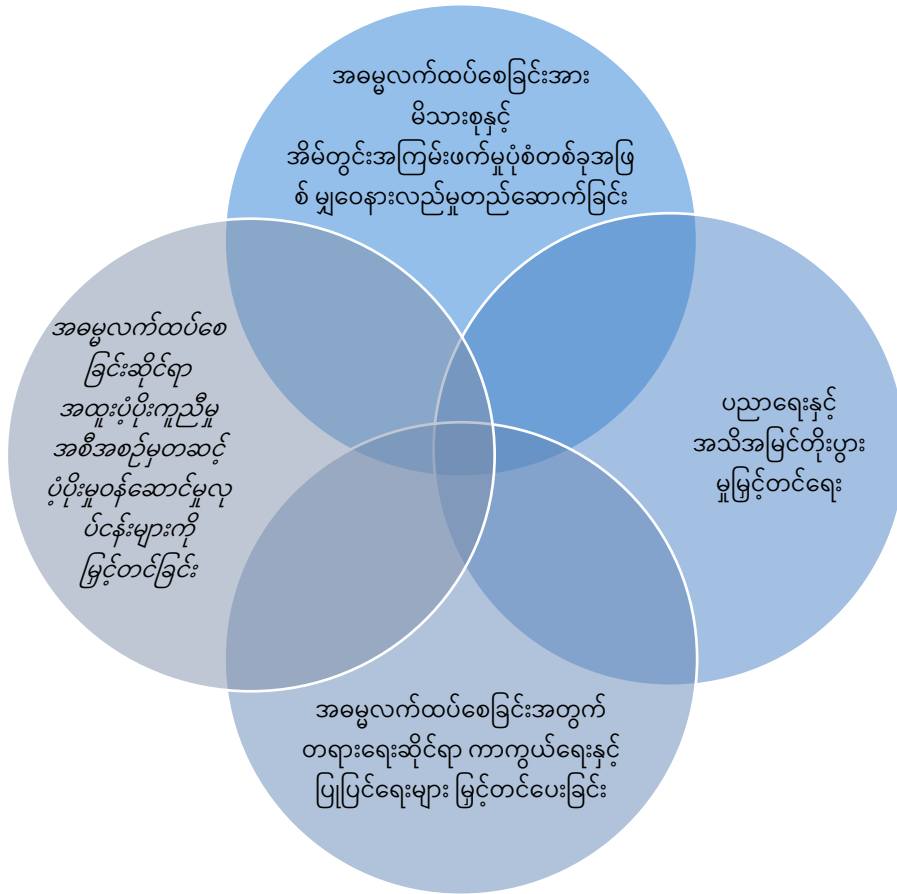 အဓမ္မလက်ထပ်စေခြင်းအား
မိသားစုနှင့်
အိမ်တွင်းအကြမ်းဖက်မှုပုံစံတစ်ခုအဖြ
စ် မျှဝေနားလည်မှုတည်ဆောက်ခြင်း
အဓမ္မလက်ထပ်စေ
ခြင်းဆိုင်ရာ
အထူးပံ့ပိုးကူညီမှု
အစီအစဉ်မှတဆင့်
ပံ့ပိုးမှုဝန်ဆောင်မှုလု
ပ်ငန်းများကို
မြှင့်တင်ခြင်း
ပညာရေးနှင့်
အသိအမြင်တိုးပွား
မှုမြှင့်တင်ရေး
အဓမ္မလက်ထပ်စေခြင်းအတွက်
တရားရေးဆိုင်ရာ ကာကွယ်ရေးနှင့်
ပြုပြင်ရေးများ မြှင့်တင်ပေးခြင်း